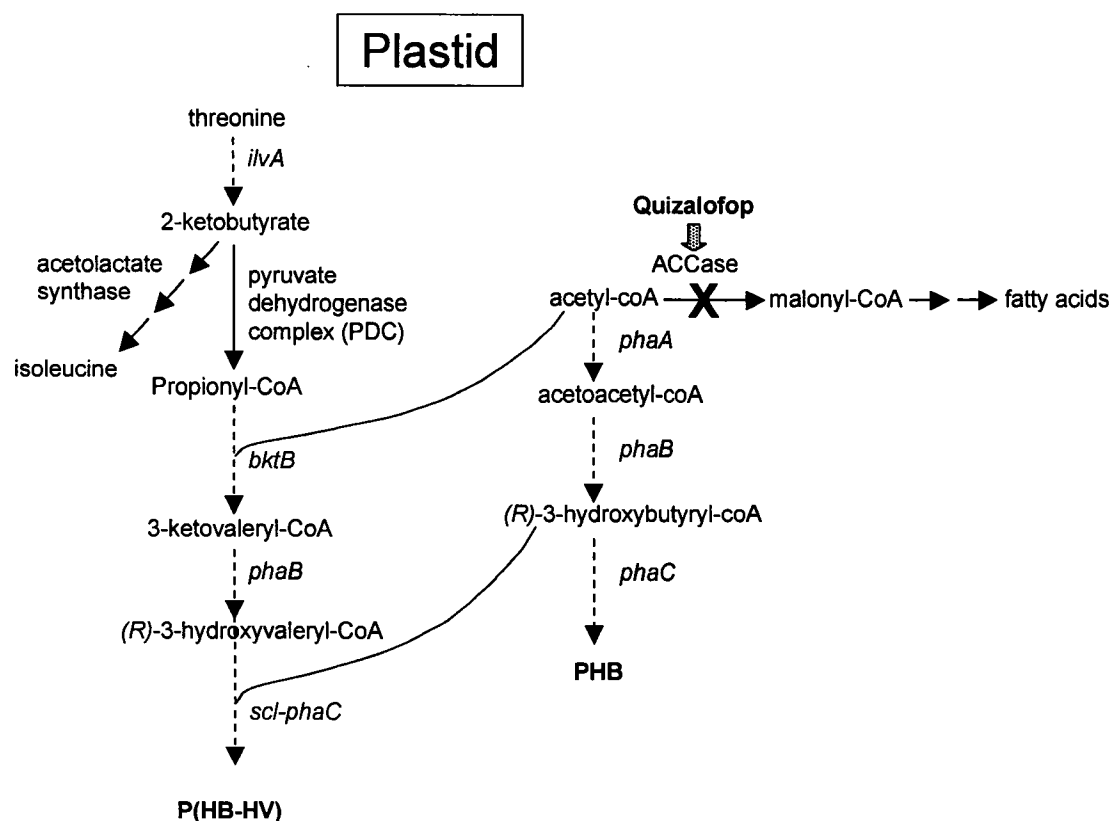 Plastid
threonine
ilvA
2-ketobutyrate
acetolactate
synthase
pyruvate
dehydrogenase
complex (PDC)
isoleucine
Propionyl-CoA
bktB
3-ketovaleryl-CoA
phaB
(R)-3-hydroxyvaleryl-CoA
scl-phaC
P(HB-HV)
Quizalofop
ACCase
acetyl-coA
X
malonyl-CoA
fatty acids
phaA
acetoacetyl-coA
phaB
(R)-3-hydroxybutyryl-coA
phaC
PHB